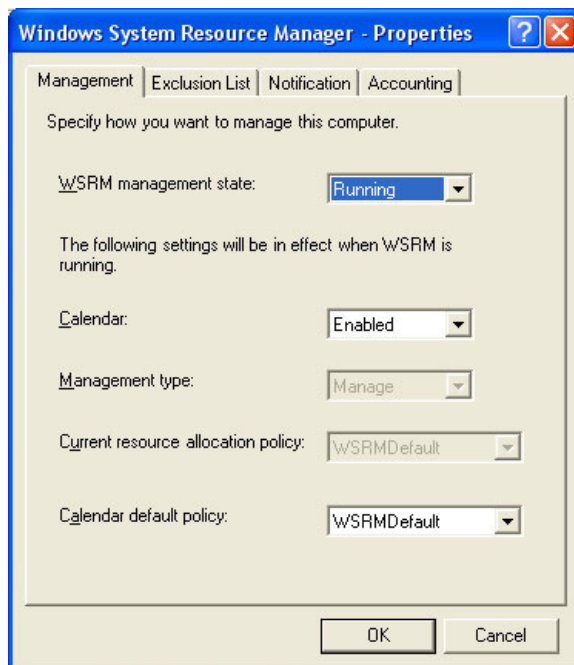 Windows System Resource Manager - Properties
Management Exclusion List Notification Accounting
Specify how you want to manage this computer.
WSRM management state: Running
The following settings will be in effect when WSRM is
running.
Calendar: Enabled
Management type: Manage
Current resource allocation policy: WSRMDefault
Calendar default policy: WSRMDefault
OK Cancel